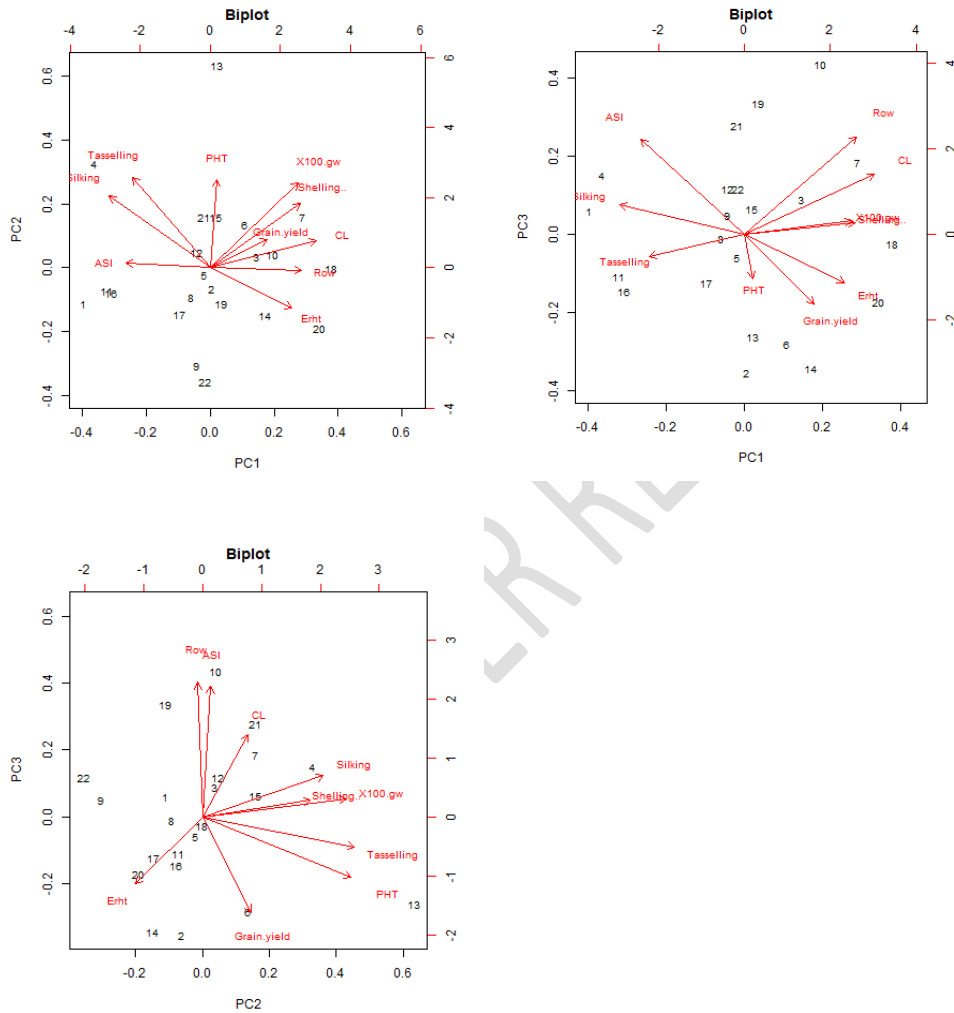 Biplot
-4 -2 0 2 4 6
PC2
-0.4 -0.2 0.0 0.2 0.4 0.6
-4 -2 0 2 4 6
13
Tasselling
PHT
X100.gw
4
Silking
Shelling..
21 15
6
7
Grain.yield
CL
12
3
10
ASI
5
Row
18
2
1
8
19
17
14
Erht
20
9
22
-0.4 -0.2 0.0 0.2 0.4 0.6
PC1
Biplot
-2 0 2 4
PC3
-0.4 -0.2 0.0 0.2 0.4
-2 0 2 4
10
19
ASI
Row
21
7
CL
4
12 22
3
Silking
1
9
15
Shelling..
X100.gw
18
5
Tasselling
11
17
15
PHT
Erht
20
Grain.yield
13
6
2
14
-0.4 -0.2 0.0 0.2 0.4
PC1
ER RE
Biplot
-2 -1 0 1 2 3
PC3
-0.2 0.0 0.2 0.4 0.6
-2 -1 0 1 2 3
Row
ASI
10
19
CL
21
7
Silking
4
22
12
3
9
1
15
Shelling..
X100.gw
8
18
5
Tasselling
11
17
16
20
PHT
Erht
13
6
14
2
Grain.yield
-0.2 0.0 0.2 0.4 0.6
PC2